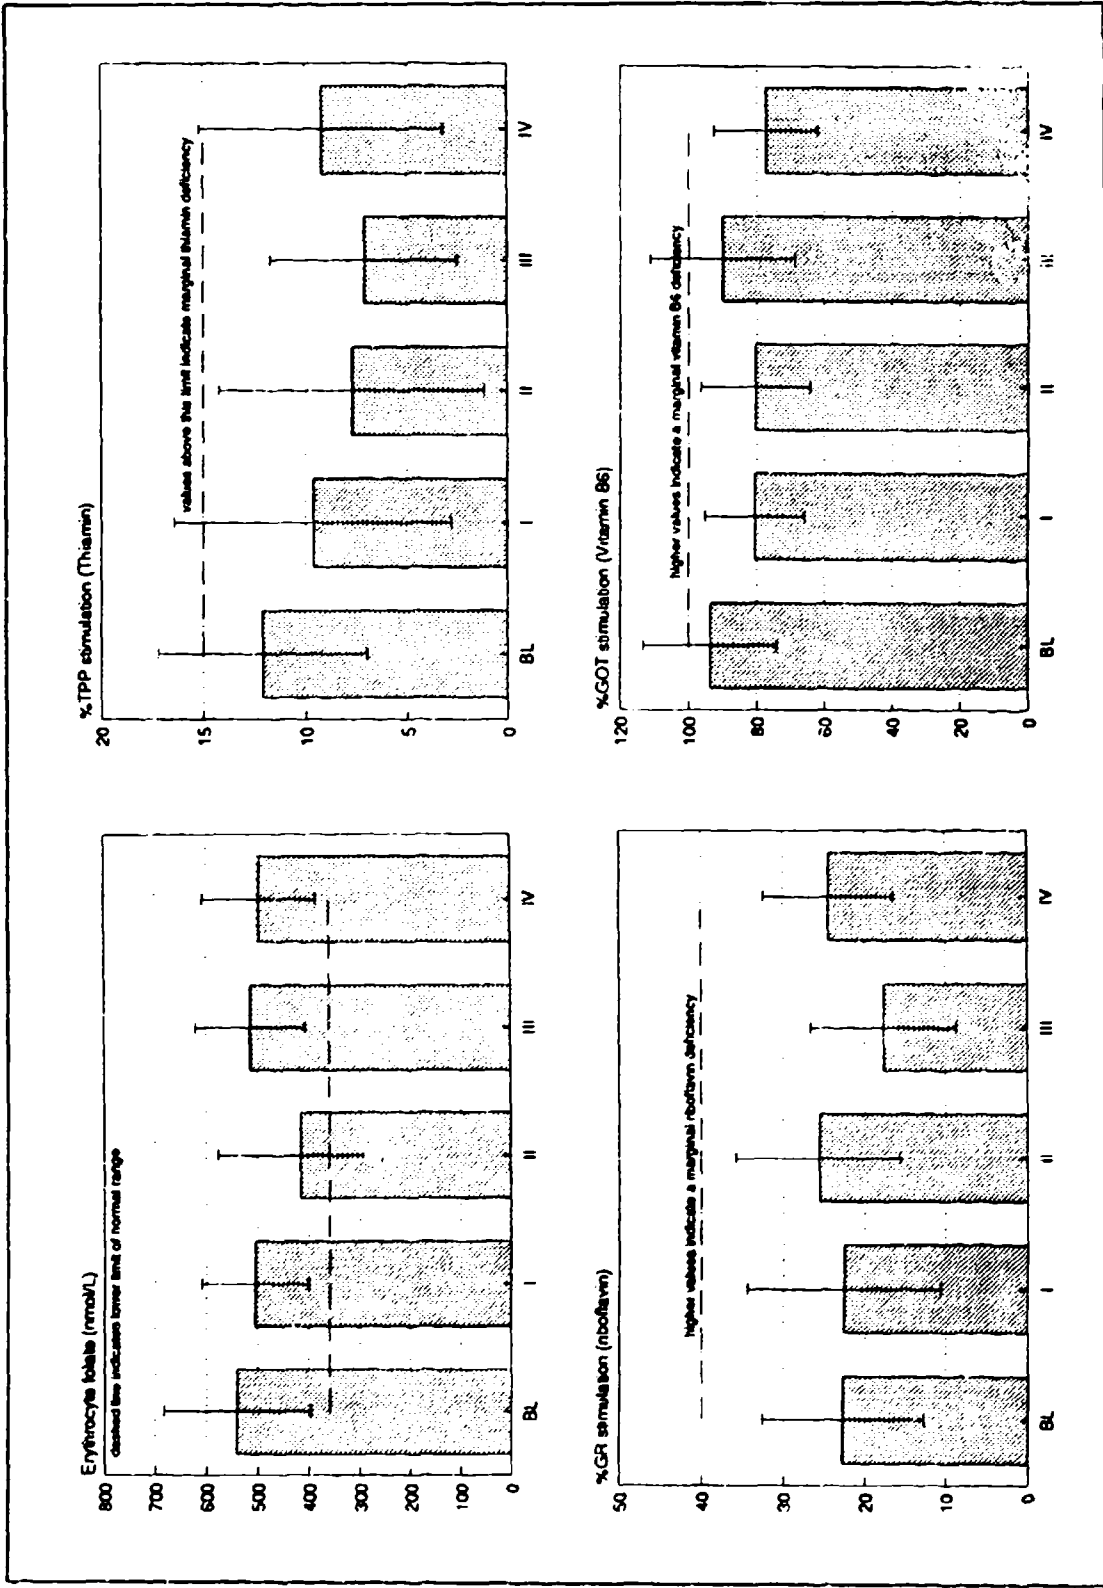 Erythrocyte folate (nmol/L)
dashed line indicates lower limit of normal range
800
700
600
500
400
300
200
100
0
BL
I
II
III
IV
%TPP stimulation (Thiamin)
values above this limit indicate marginal thiamin deficiency
20
15
10
5
0
BL
I
II
III
IV
%GR stimulation (riboflavin)
higher values indicate a marginal riboflavin deficiency
50
40
30
20
10
0
BL
I
II
III
IV
%GOT stimulation (Vitamin B6)
higher values indicate a marginal vitamin B6 deficiency
120
100
80
60
40
20
0
BL
I
II
III
IV